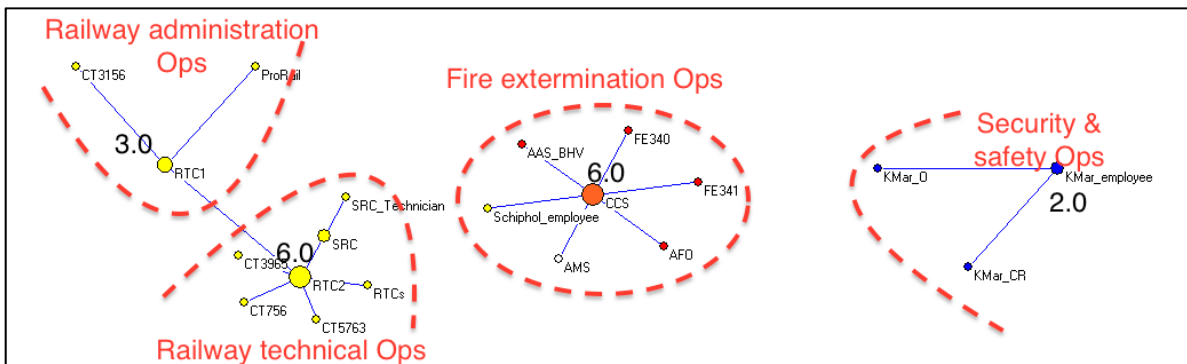 Railway administration
Ops
CT3156
ProRail
3.0
RTC1
SRC_Technician
SRC
6.0
CT3965
RTC2
RTCs
CT756
CT5763
Railway technical Ops
Fire extermination Ops
FE340
AAS_BHV
6.0
FE341
CCS
Schiphol_employee
AFO
AMS
Security &
safety Ops
KMar_O
KMar_employee
2.0
KMar_CR